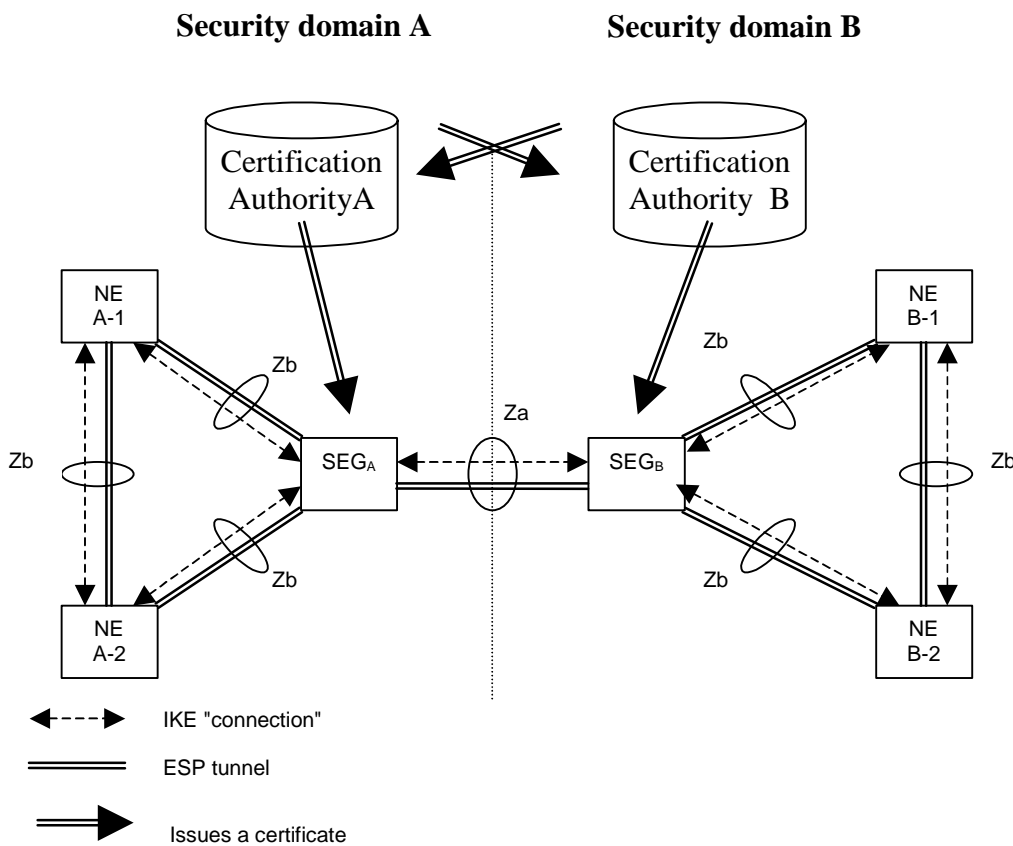 Security domain A
Security domain B
Certification
AuthorityA
Certification
Authority B
NE
A-1
NE
B-1
Zb
Zb
Za
Zb
SEGA
SEGB
Zb
Zb
Zb
NE
A-2
NE
B-2
IKE "connection"
ESP tunnel
Issues a certificate